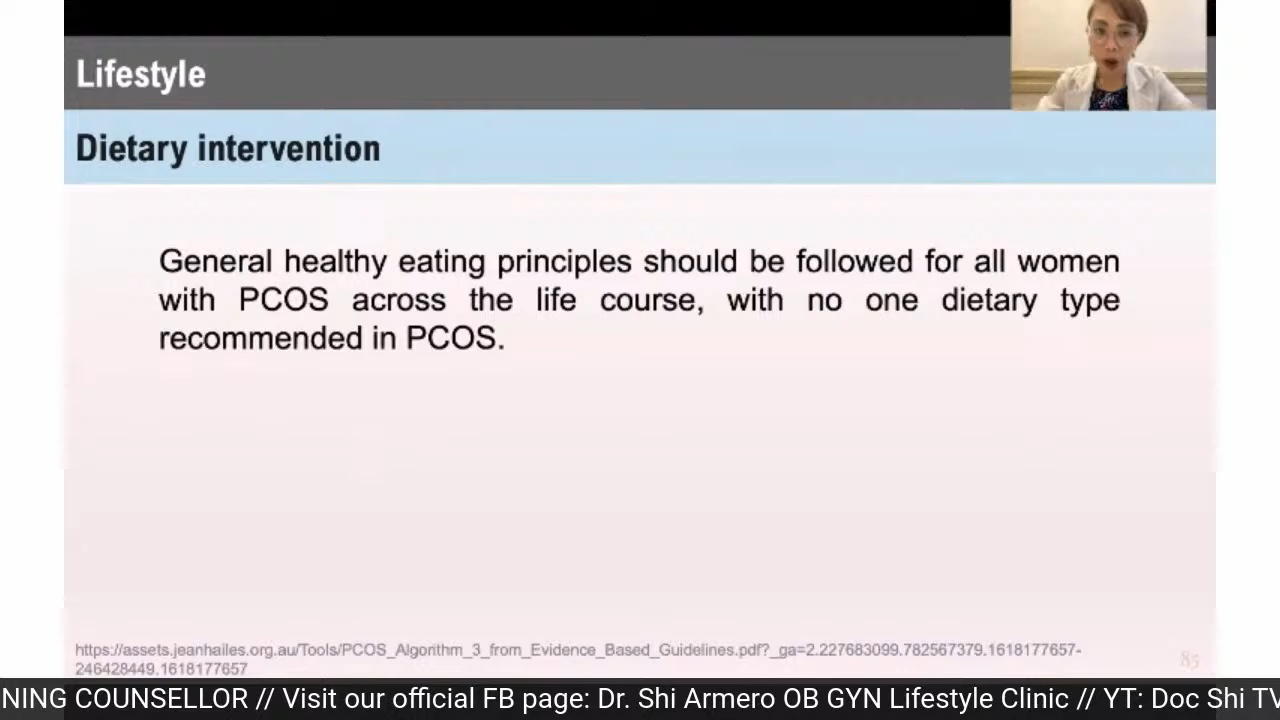 Lifestyle
Dietary intervention
General healthy eating principles should be followed for all women
with PCOS across the life course, with no one dietary type
recommended in PCOS.
https://assets.jeanhailes.org.au/Tools/PCOS_Algorithm_3_from_Evidence_Based_Guidelines.pdf?_ga=2.227683099.782567379.1618177657-
246428449.1618177657
85
NING COUNSELLOR // Visit our official FB page: Dr. Shi Armero OB GYN Lifestyle Clinic // YT: Doc Shi TV